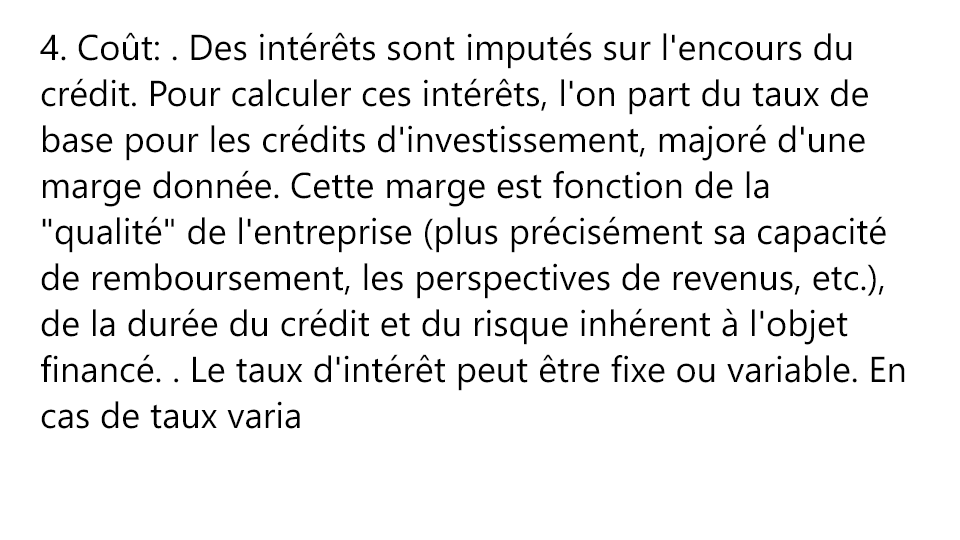 4. Coût: . Des intérêts sont imputés sur l'encours du
crédit. Pour calculer ces intérêts, l'on part du taux de
base pour les crédits d'investissement, majoré d'une
marge donnée. Cette marge est fonction de la
"qualité" de l'entreprise (plus précisément sa capacité
de remboursement, les perspectives de revenus, etc.),
de la durée du crédit et du risque inhérent à l'objet
financé. . Le taux d'intérêt peut être fixe ou variable. En
cas de taux varia